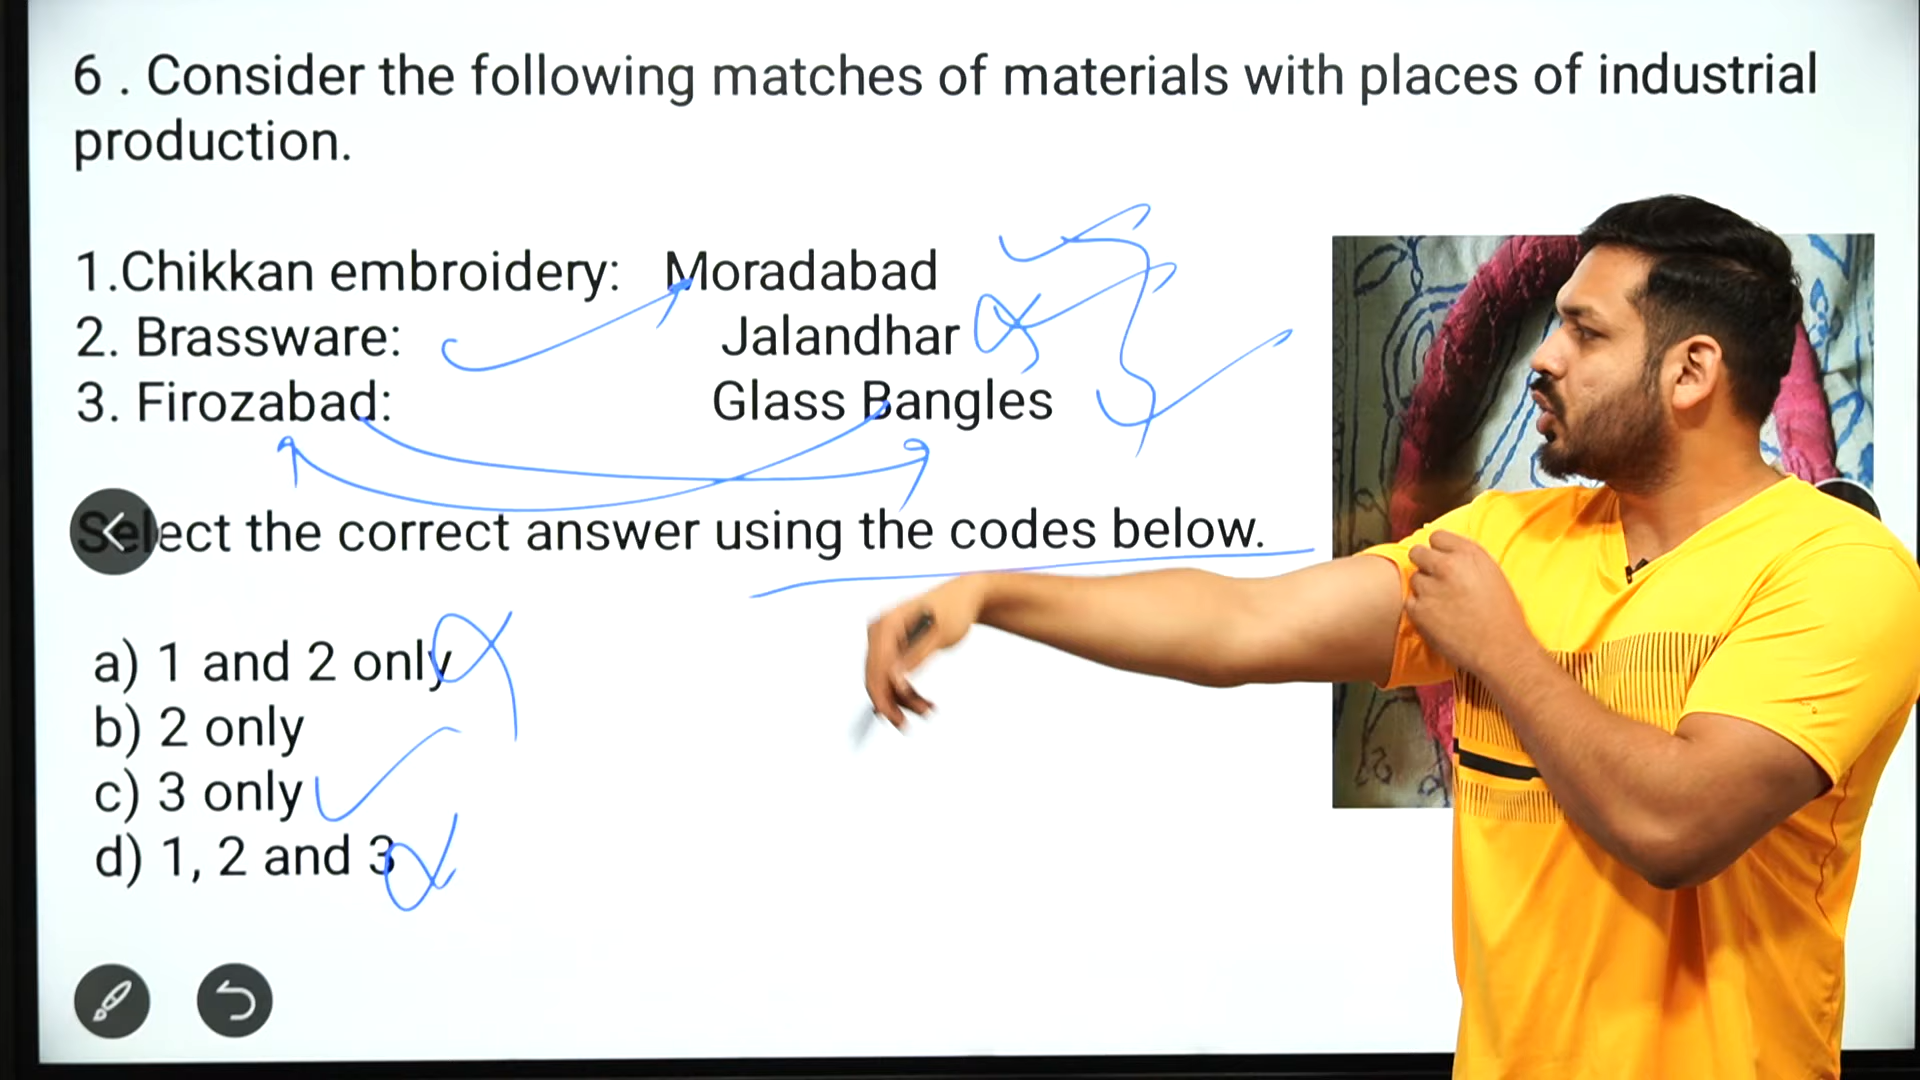 6 . Consider the following matches of materials with places of industrial
production.
1.Chikkan embroidery: Moradabad
2. Brassware: Jalandhar
3. Firozabad: Glass Bangles
Select the correct answer using the codes below.
a) 1 and 2 only
b) 2 only
c) 3 only
d) 1, 2 and 3